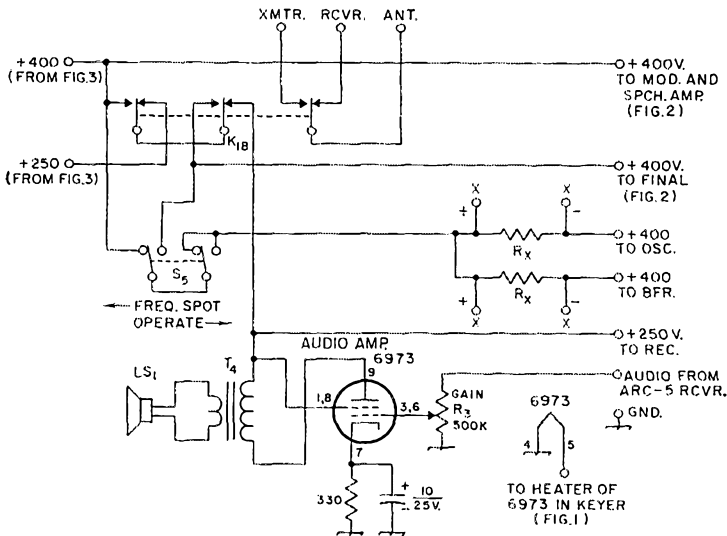 XMTR. RCVR. ANT.
+400
(FROM FIG.3)
+400V.
TO MOD. AND
SPCH. AMP.
(FIG. 2)
K1B
+250
(FROM FIG.3)
+400V.
TO FINAL
(FIG. 2)
X X
+ -
RX
+400
TO OSC.
S5
RX
+400
TO BFR.
+ -
X X
← FREQ. SPOT
OPERATE →
+250V.
TO REC.
AUDIO AMP.
6973
LS1
T4
9
1,8
3,6
7
GAIN
R3
500K
AUDIO FROM
ARC-5 RCVR.
GND.
6973
4 5
330
+ 10
25V.
TO HEATER OF
6973 IN KEYER
(FIG. 1)